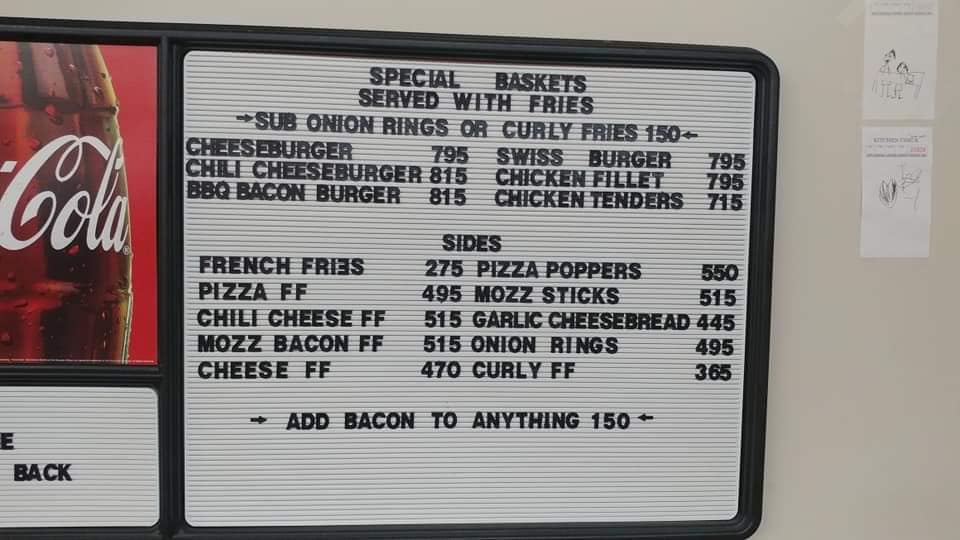 Cola
SPECIAL BASKETS
SERVED WITH FRIES
→SUB ONION RINGS OR CURLY FRIES 150←
CHEESEBURGER 795 SWISS BURGER 795
CHILI CHEESEBURGER 815 CHICKEN FILLET 795
BBQ BACON BURGER 815 CHICKEN TENDERS 715
SIDES
FRENCH FRIES 275 PIZZA POPPERS 550
PIZZA FF 495 MOZZ STICKS 515
CHILI CHEESE FF 515 GARLIC CHEESEBREAD 445
MOZZ BACON FF 515 ONION RINGS 495
CHEESE FF 470 CURLY FF 365
→ ADD BACON TO ANYTHING 150 ←
E
BACK
KITCHEN CHECK